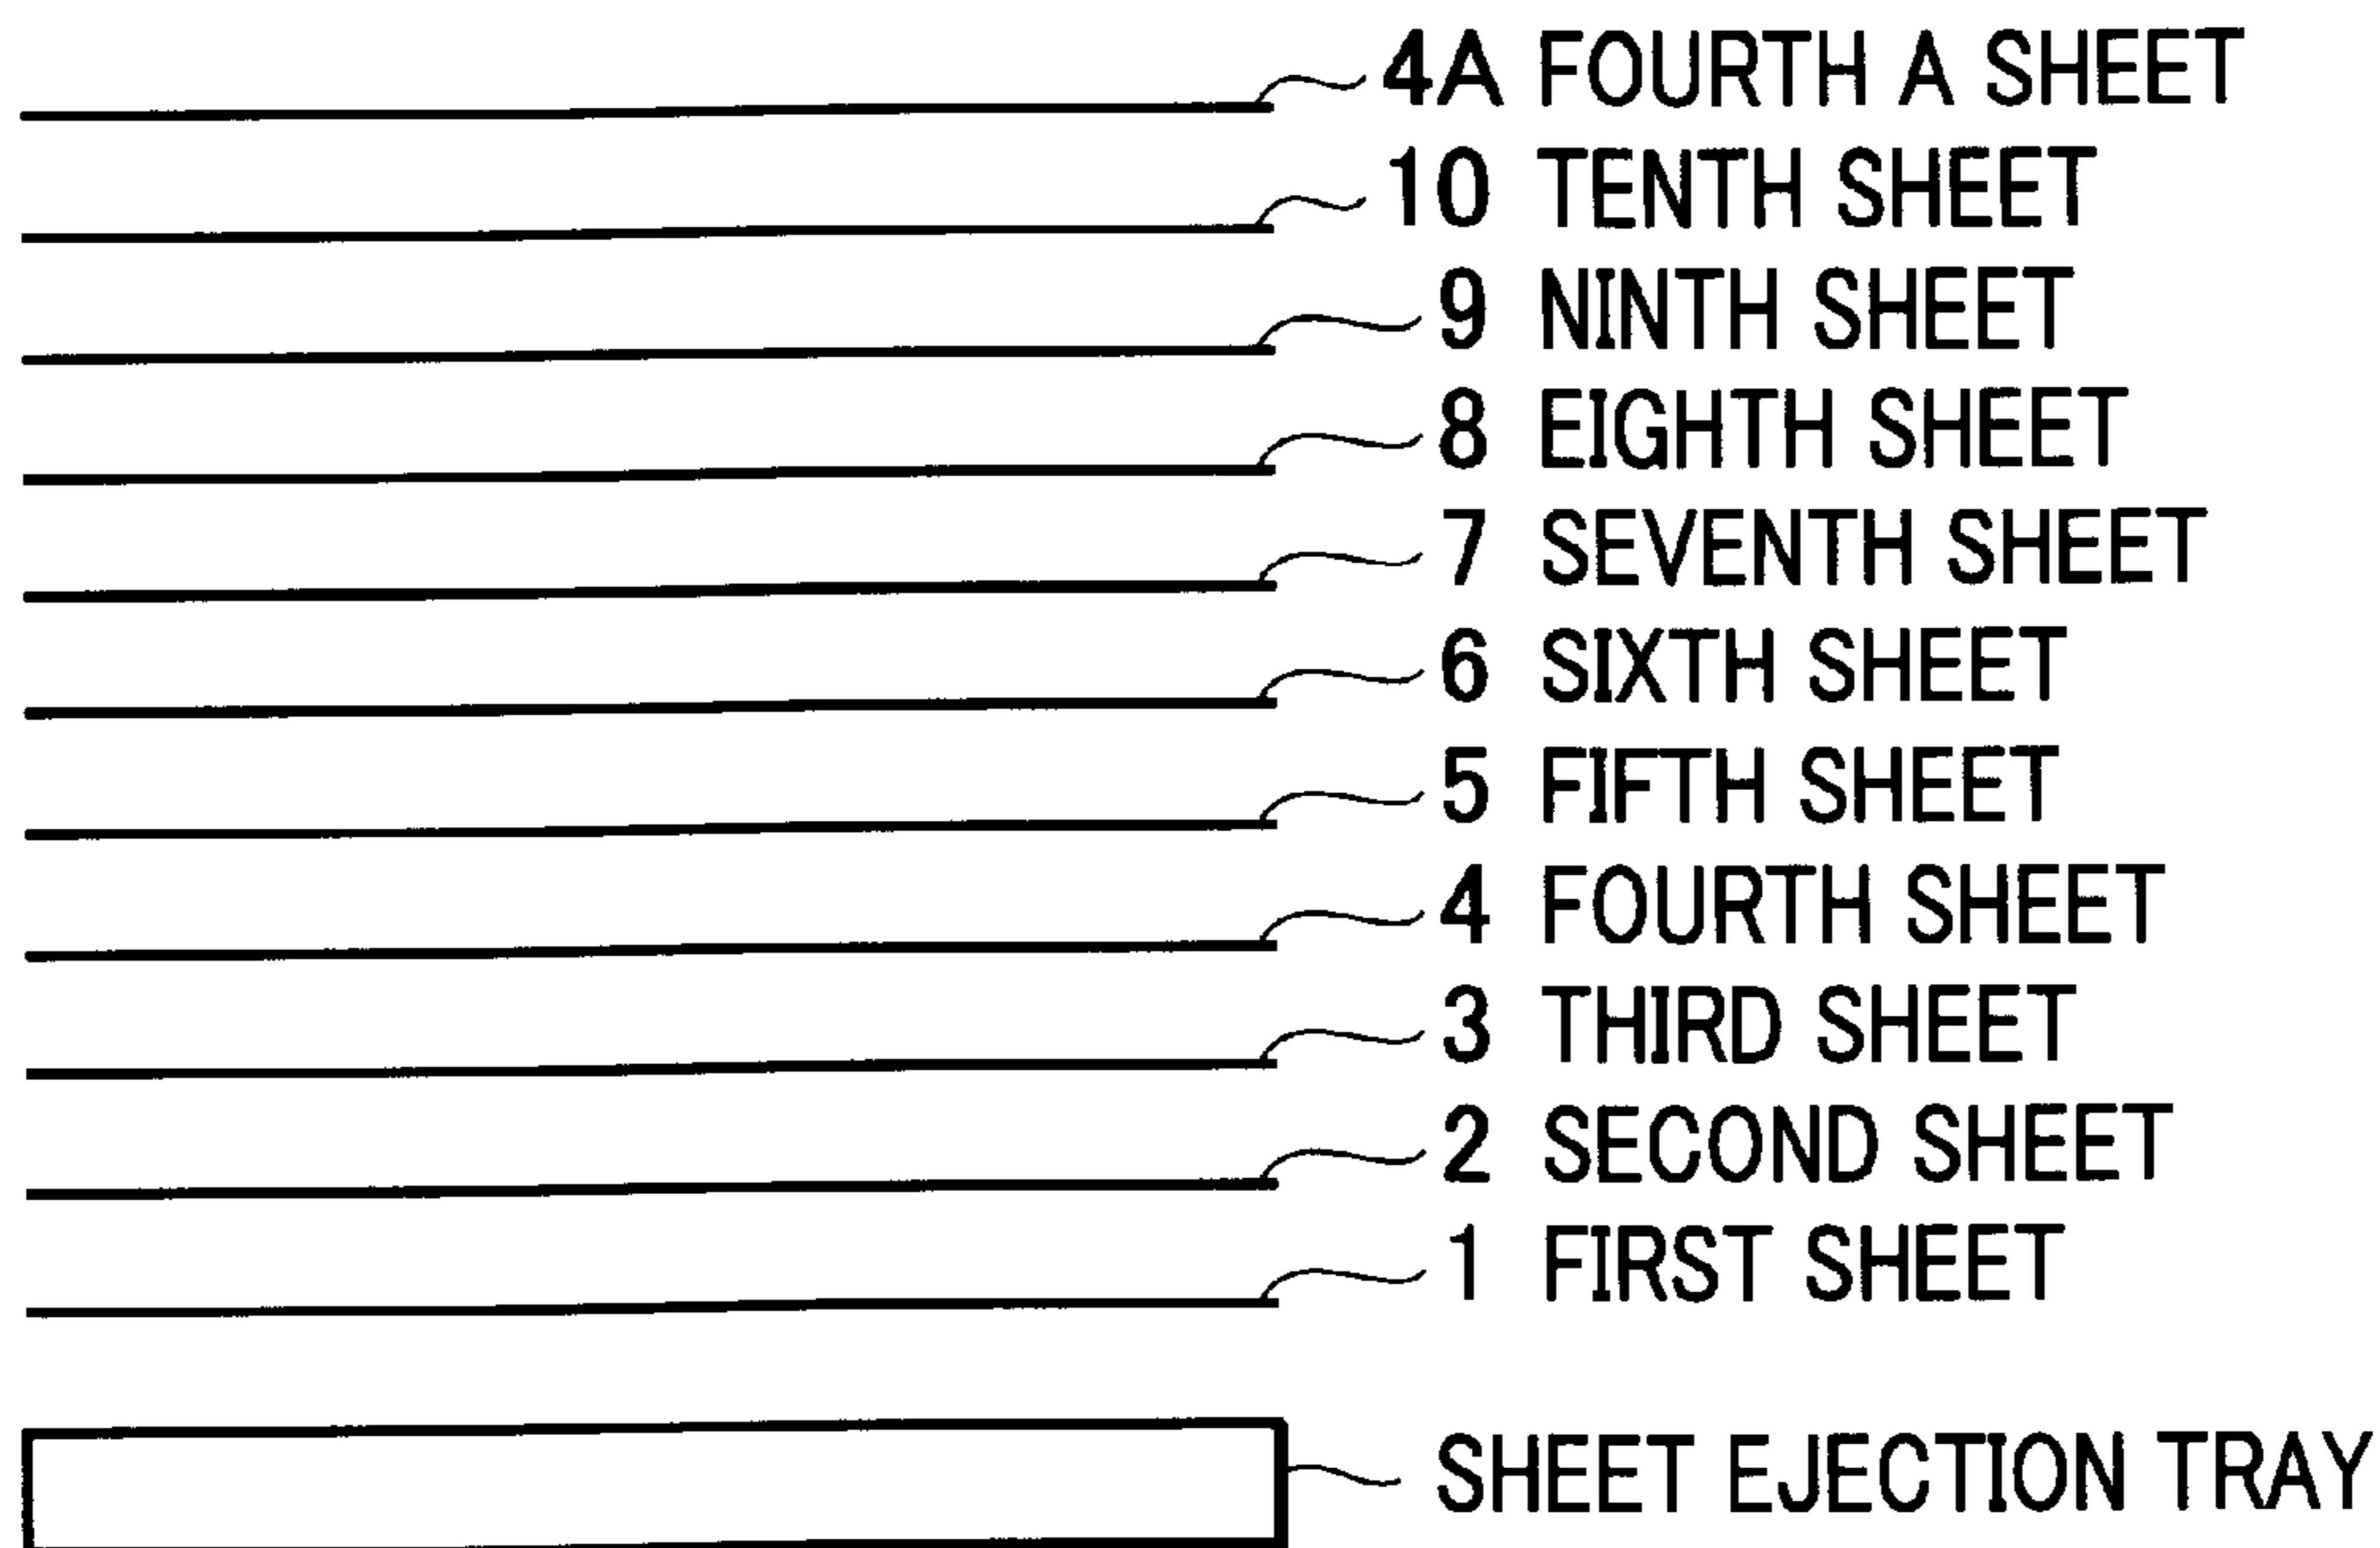 4A FOURTH A SHEET
10 TENTH SHEET
9 NINTH SHEET
8 EIGHTH SHEET
7 SEVENTH SHEET
6 SIXTH SHEET
5 FIFTH SHEET
4 FOURTH SHEET
3 THIRD SHEET
2 SECOND SHEET
1 FIRST SHEET
SHEET EJECTION TRAY